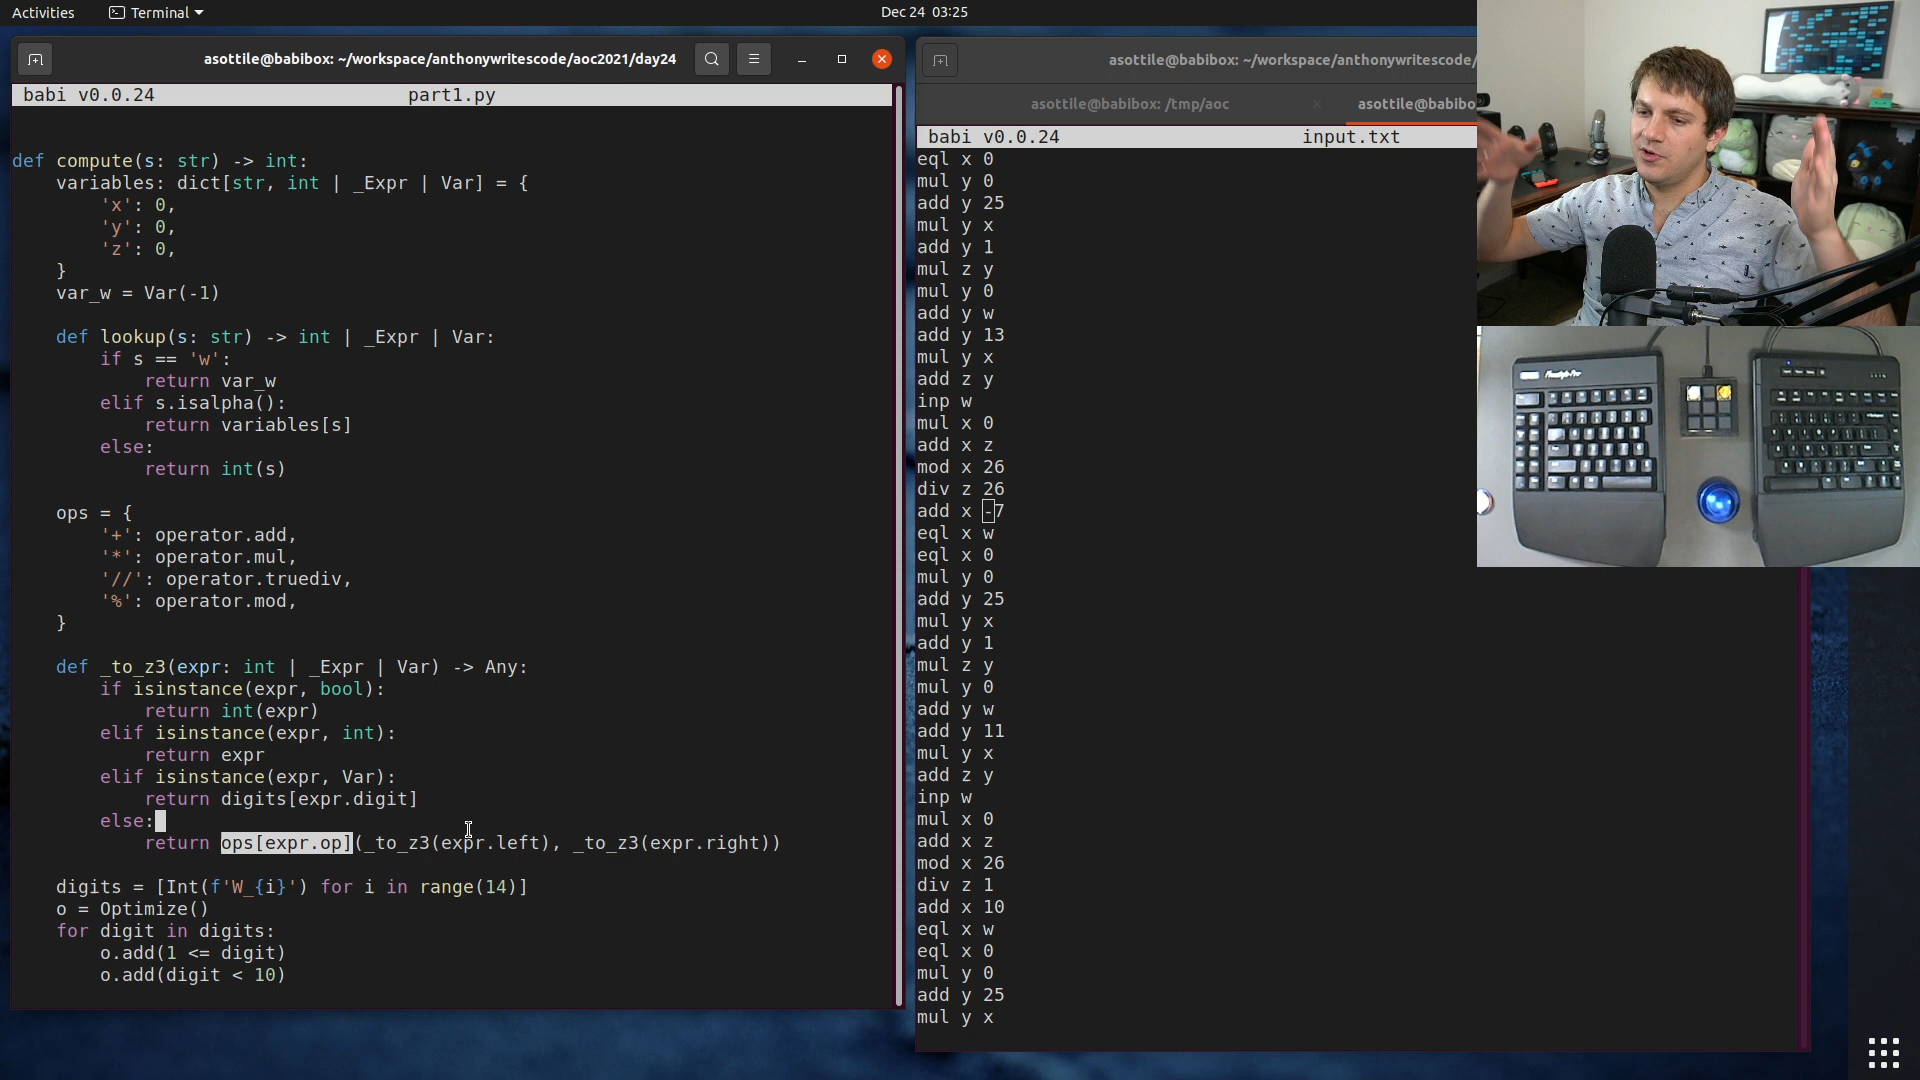 Activities
Terminal
Dec 24 03:25
asottile@babibox: ~/workspace/anthonywritescode/aoc2021/day24
babi v0.0.24 part1.py
def compute(s: str) -> int:
    variables: dict[str, int | _Expr | Var] = {
        'x': 0,
        'y': 0,
        'z': 0,
    }
    var_w = Var(-1)
    def lookup(s: str) -> int | _Expr | Var:
        if s == 'w':
            return var_w
        elif s.isalpha():
            return variables[s]
        else:
            return int(s)
    ops = {
        '+': operator.add,
        '*': operator.mul,
        '//': operator.truediv,
        '%': operator.mod,
    }
    def _to_z3(expr: int | _Expr | Var) -> Any:
        if isinstance(expr, bool):
            return int(expr)
        elif isinstance(expr, int):
            return expr
        elif isinstance(expr, Var):
            return digits[expr.digit]
        else:
            return ops[expr.op](_to_z3(expr.left), _to_z3(expr.right))
    digits = [Int(f'W_{i}') for i in range(14)]
    o = Optimize()
    for digit in digits:
        o.add(1 <= digit)
        o.add(digit < 10)
asottile@babibox: ~/workspace/anthonywritescode/
asottile@babibox: /tmp/aoc
asottile@babibo
babi v0.0.24 input.txt
eql x 0
mul y 0
add y 25
mul y x
add y 1
mul z y
mul y 0
add y w
add y 13
mul y x
add z y
inp w
mul x 0
add x z
mod x 26
div z 26
add x -7
eql x w
eql x 0
mul y 0
add y 25
mul y x
add y 1
mul z y
mul y 0
add y w
add y 11
mul y x
add z y
inp w
mul x 0
add x z
mod x 26
div z 1
add x 10
eql x w
eql x 0
mul y 0
add y 25
mul y x